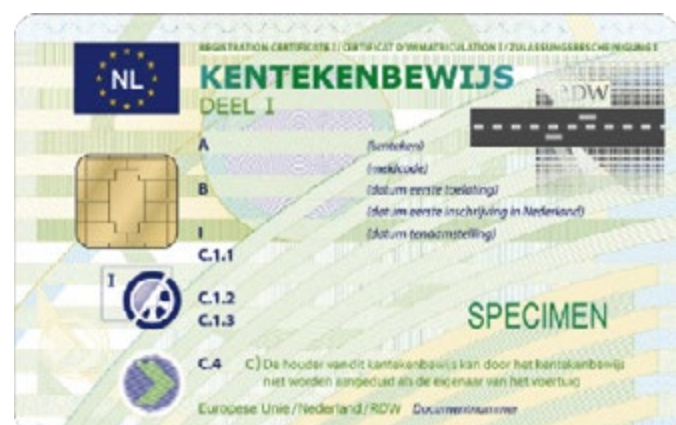 REGISTRATION CERTIFICATE I / CERTIFICAT D'IMMATRICULATION I / ZULASSUNGSBESCHEINIGUNG I
NL
KENTEKENBEWIJS
DEEL I
RDW
A (kenteken)
(meldcode)
B (datum eerste toelating)
(datum eerste inschrijving in Nederland)
I (datum tenaamstelling)
C.1.1
I
C.1.2
C.1.3
SPECIMEN
C.4 C) De houder van dit kentekenbewijs kan door het kentekenbewijs
niet worden aangeduid als de eigenaar van het voertuig
Europese Unie / Nederland / RDW Documentnummer